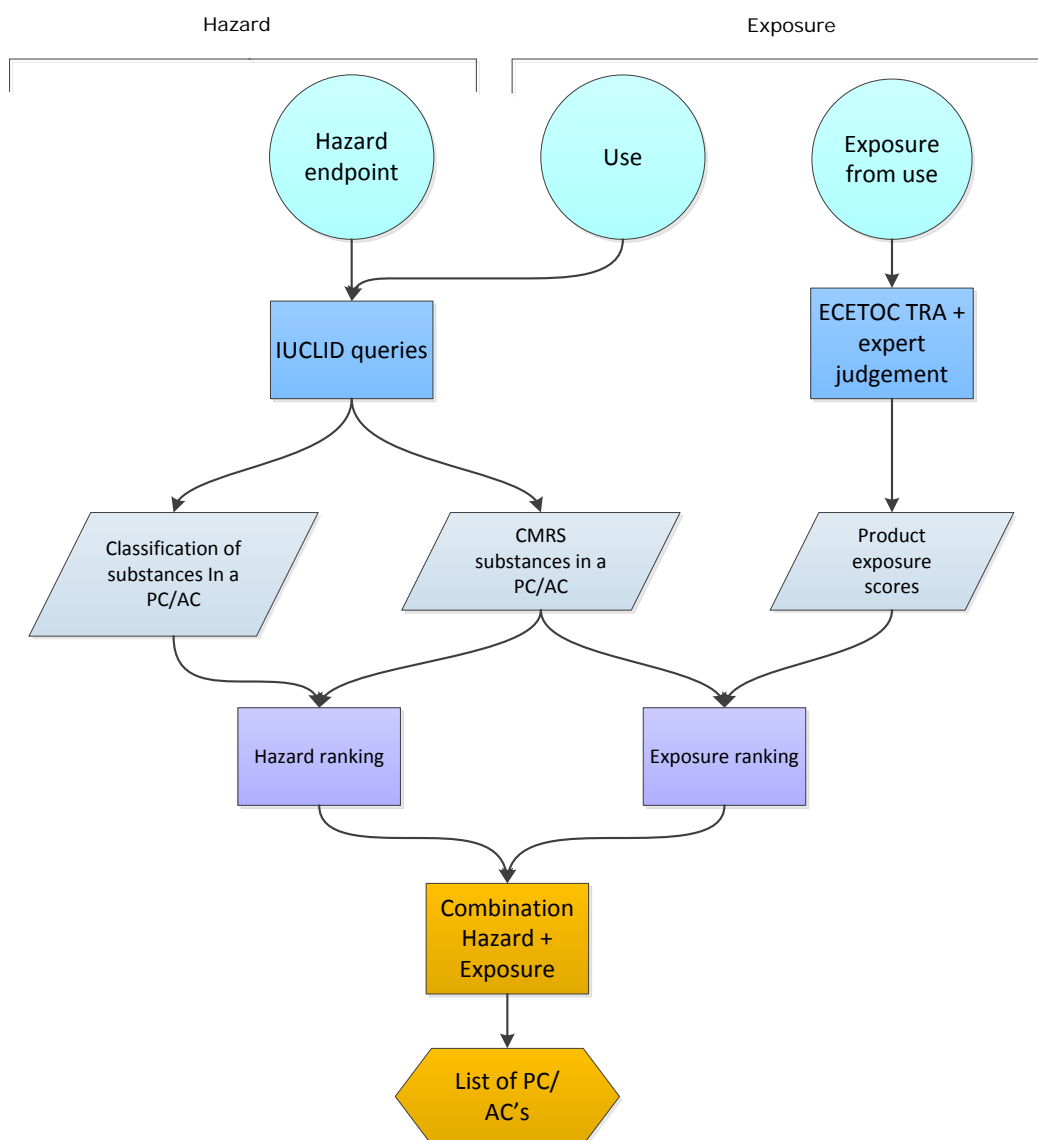 Hazard
Exposure
Hazard
endpoint
Use
Exposure
from use
IUCLID queries
ECETOC TRA +
expert
judgement
Classification of
substances In a
PC/AC
CMRS
substances in a
PC/AC
Product
exposure
scores
Hazard ranking
Exposure ranking
Combination
Hazard +
Exposure
List of PC/
AC's